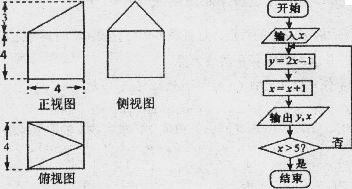 3
4
4
正视图
侧视图
4
俯视图
开始
输入x
y=2x-1
x=x+1
输出y,x
x>5?
否
是
结束